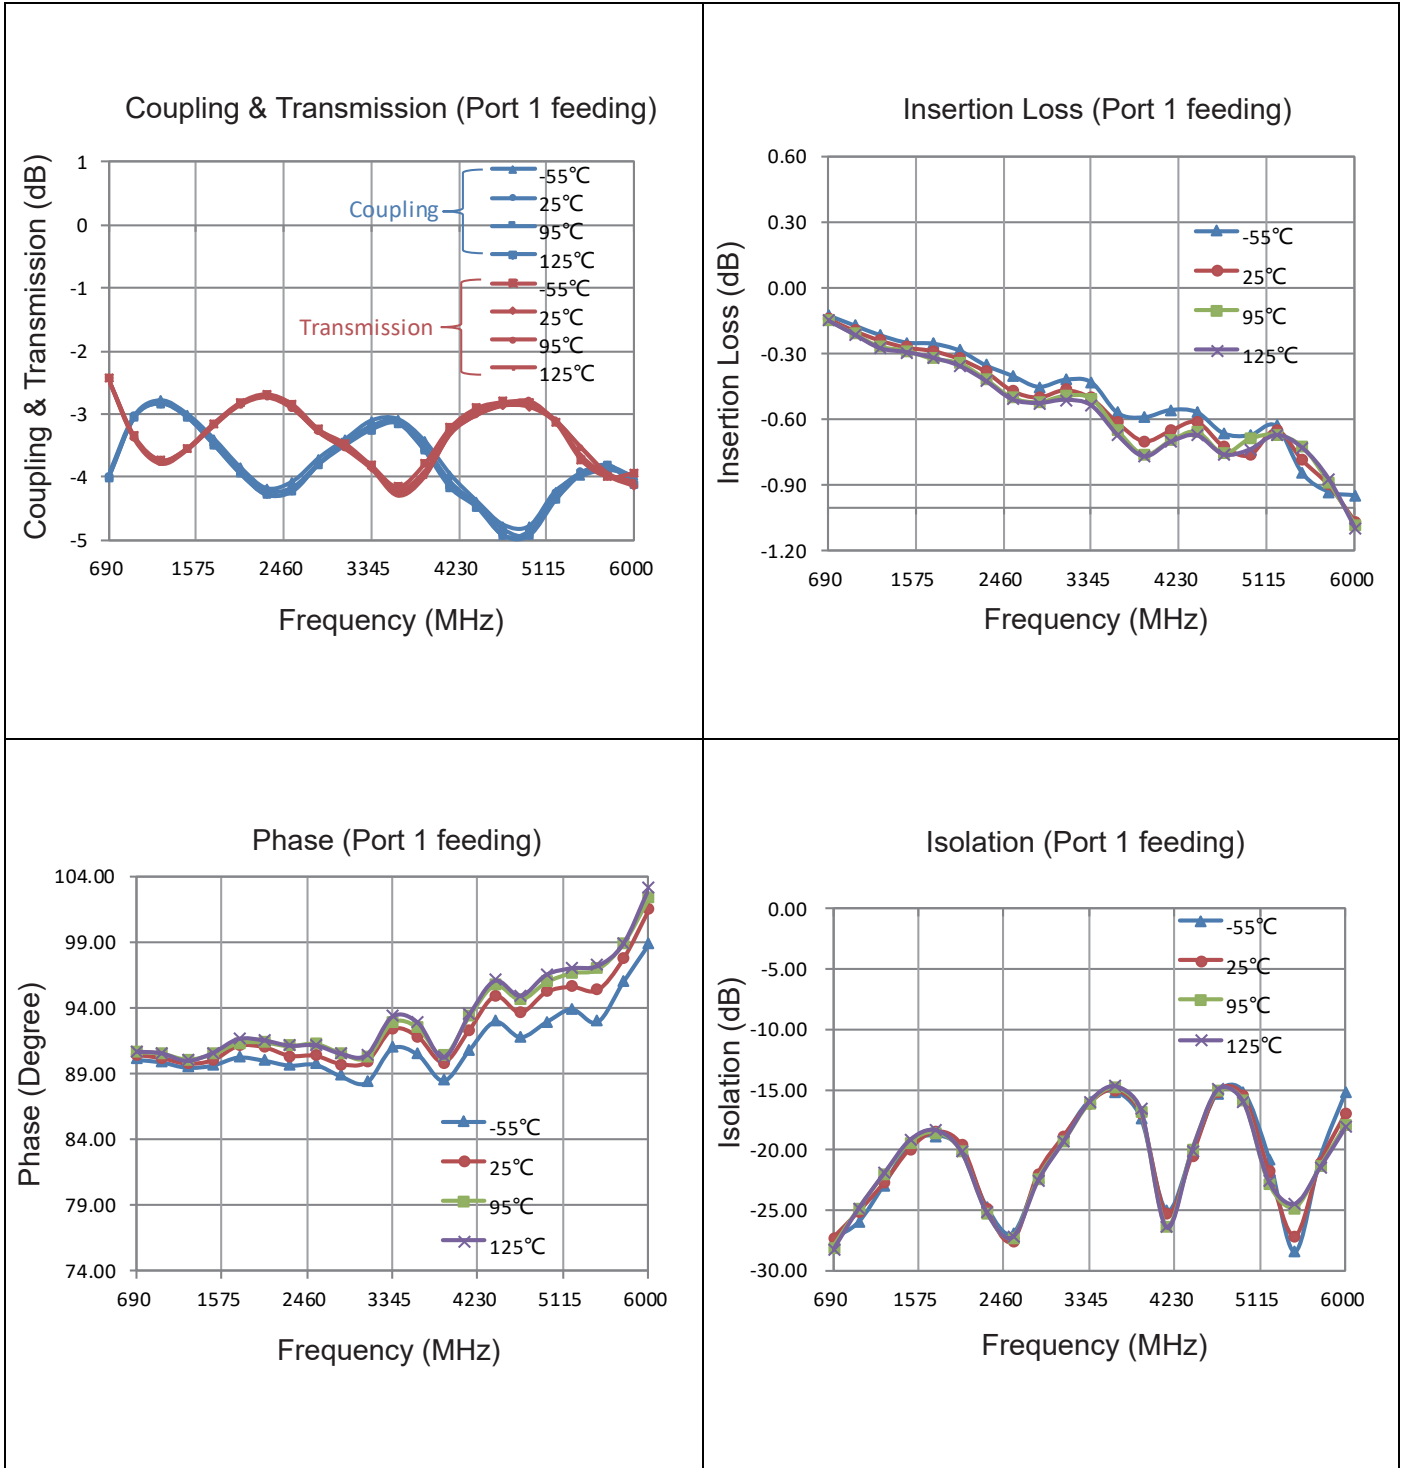 Coupling & Transmission (Port 1 feeding)
Coupling & Transmission (dB)
1
0
-1
-2
-3
-4
-5
Coupling
-55℃
25℃
95℃
125℃
Transmission
-55℃
25℃
95℃
125℃
690 1575 2460 3345 4230 5115 6000
Frequency (MHz)
Insertion Loss (Port 1 feeding)
Insertion Loss (dB)
0.60
0.30
0.00
-0.30
-0.60
-0.90
-1.20
-55℃
25℃
95℃
125℃
690 1575 2460 3345 4230 5115 6000
Frequency (MHz)
Phase (Port 1 feeding)
Phase (Degree)
104.00
99.00
94.00
89.00
84.00
79.00
74.00
-55℃
25℃
95℃
125℃
690 1575 2460 3345 4230 5115 6000
Frequency (MHz)
Isolation (Port 1 feeding)
Isolation (dB)
0.00
-5.00
-10.00
-15.00
-20.00
-25.00
-30.00
-55℃
25℃
95℃
125℃
690 1575 2460 3345 4230 5115 6000
Frequency (MHz)